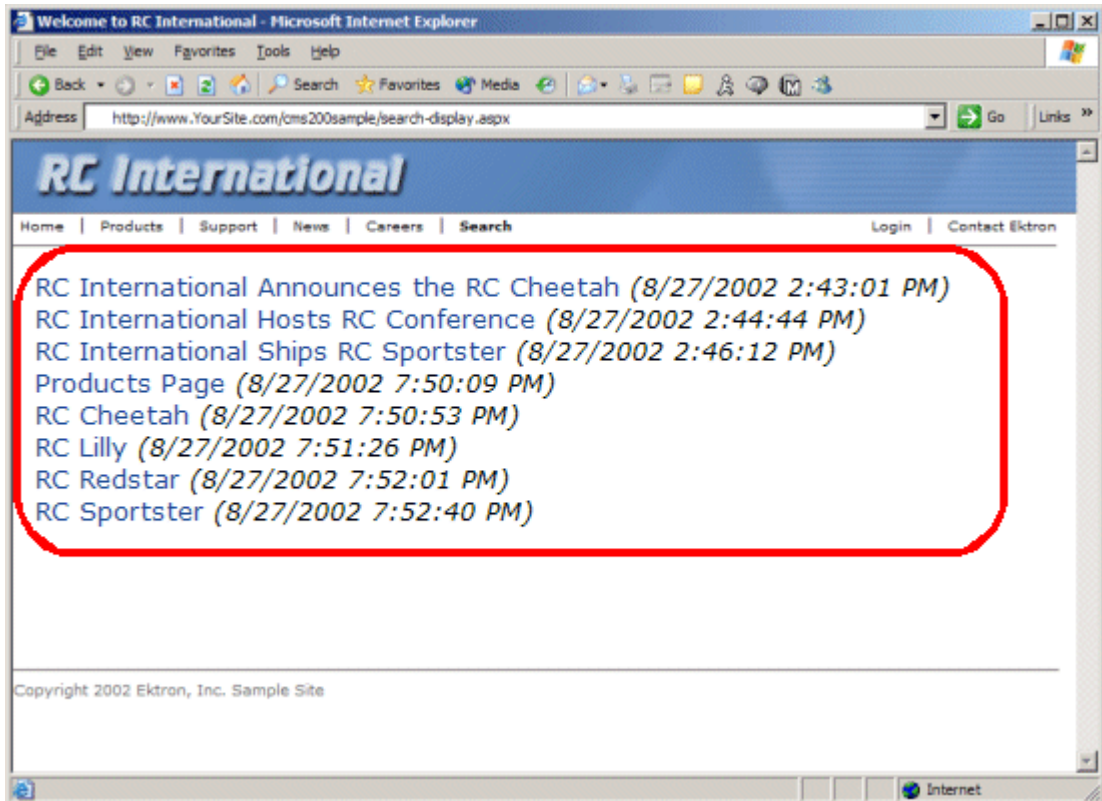 Welcome to RC International - Microsoft Internet Explorer
File Edit View Favorites Tools Help
Back Search Favorites Media
Address http://www.YourSite.com/cms200sample/search-display.aspx Go Links »
RC International
Home | Products | Support | News | Careers | Search Login | Contact Ektron
RC International Announces the RC Cheetah (8/27/2002 2:43:01 PM)
RC International Hosts RC Conference (8/27/2002 2:44:44 PM)
RC International Ships RC Sportster (8/27/2002 2:46:12 PM)
Products Page (8/27/2002 7:50:09 PM)
RC Cheetah (8/27/2002 7:50:53 PM)
RC Lilly (8/27/2002 7:51:26 PM)
RC Redstar (8/27/2002 7:52:01 PM)
RC Sportster (8/27/2002 7:52:40 PM)
Copyright 2002 Ektron, Inc. Sample Site
Internet